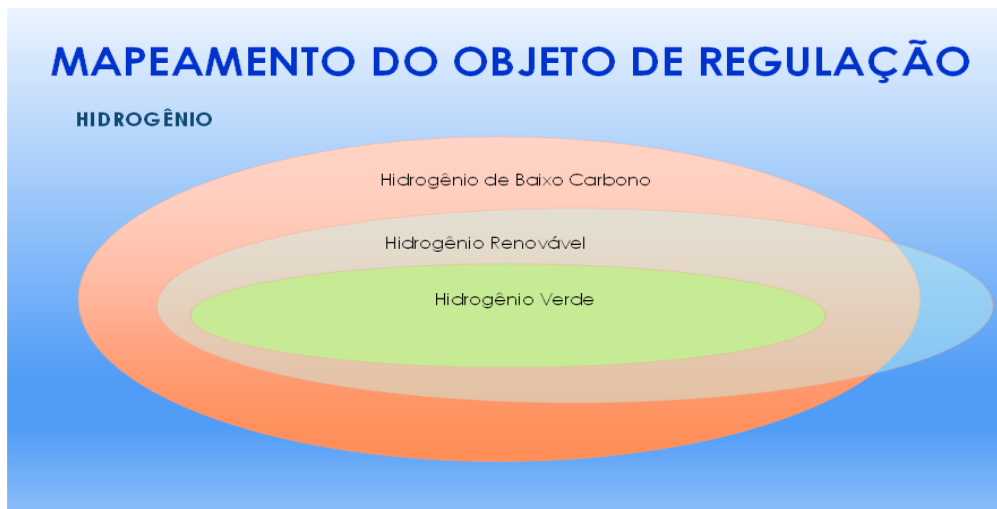 MAPEAMENTO DO OBJETO DE REGULAÇÃO
HIDROGÊNIO
Hidrogênio de Baixo Carbono
Hidrogênio Renovável
Hidrogênio Verde